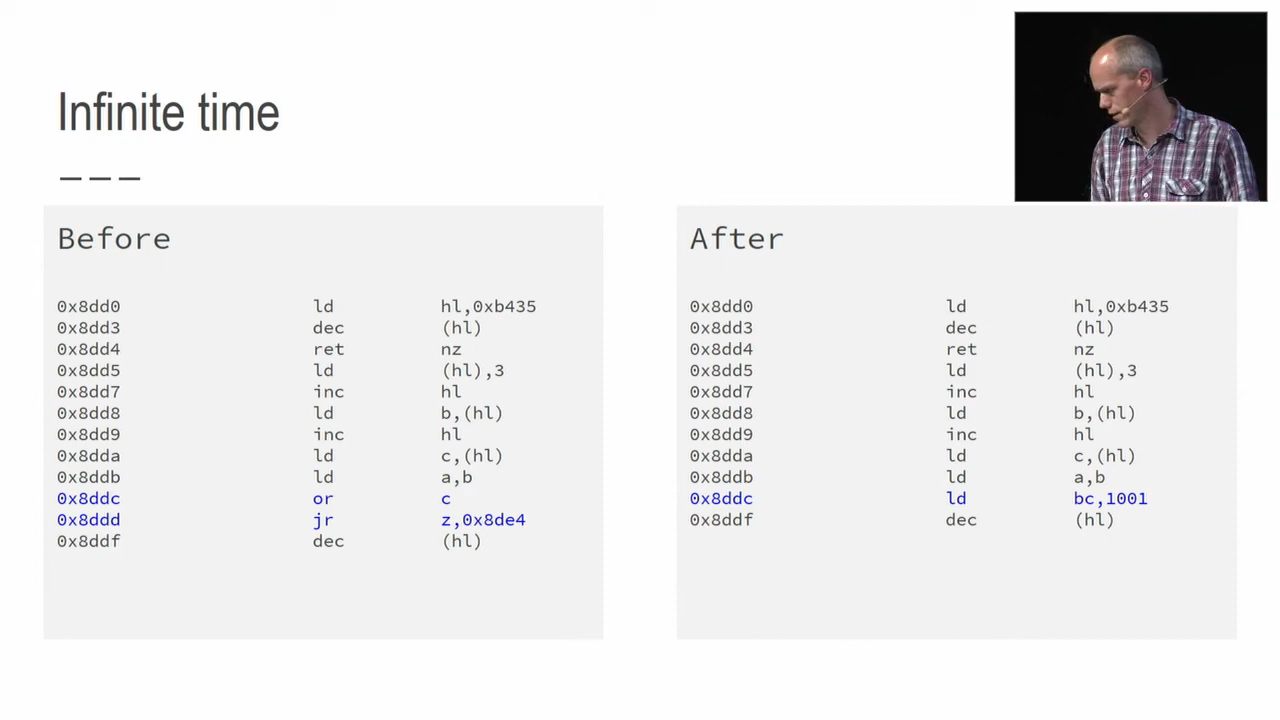 Infinite time
Before
0x8dd0 ld hl,0xb435
0x8dd3 dec (hl)
0x8dd4 ret nz
0x8dd5 ld (hl),3
0x8dd7 inc hl
0x8dd8 ld b,(hl)
0x8dd9 inc hl
0x8dda ld c,(hl)
0x8ddb ld a,b
0x8ddc or c
0x8ddd jr z,0x8de4
0x8ddf dec (hl)
After
0x8dd0 ld hl,0xb435
0x8dd3 dec (hl)
0x8dd4 ret nz
0x8dd5 ld (hl),3
0x8dd7 inc hl
0x8dd8 ld b,(hl)
0x8dd9 inc hl
0x8dda ld c,(hl)
0x8ddb ld a,b
0x8ddc ld bc,1001
0x8ddf dec (hl)